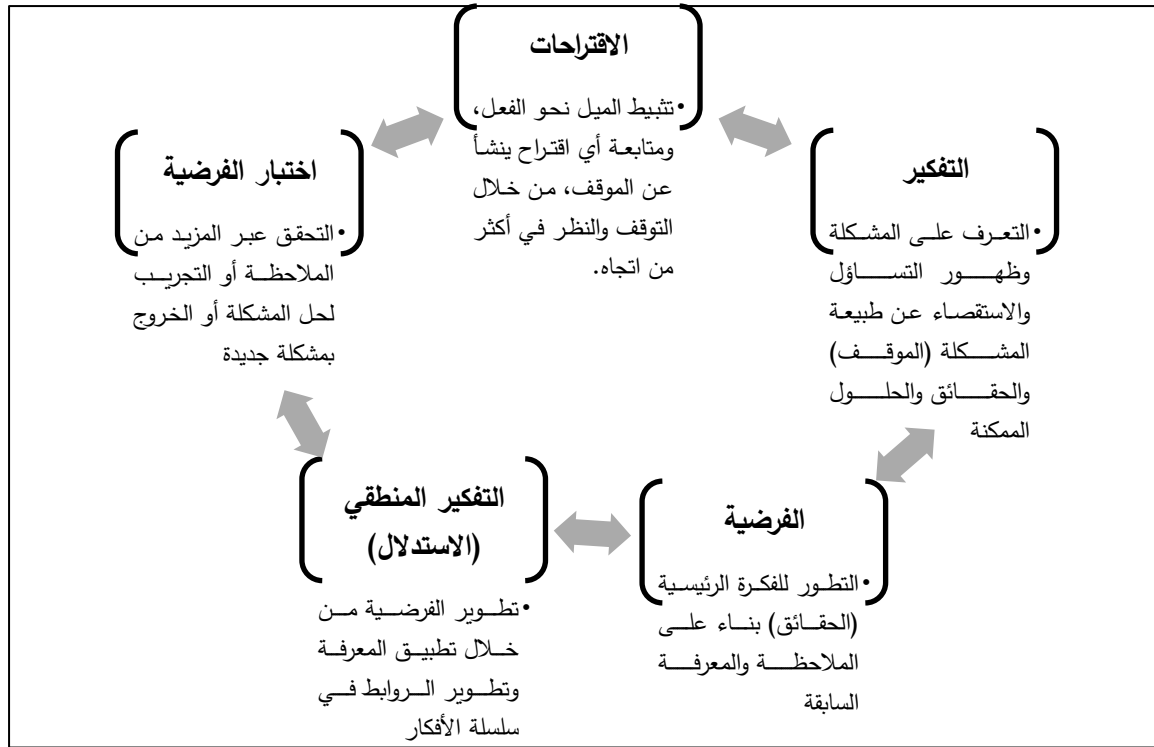 الاقتراحات
• تثبيط الميل نحو الفعل،
ومتابعة أي اقتراح ينشأ
عن الموقف، من خلال
التوقف والنظر في أكثر
من اتجاه.
التفكير
• التعرف على المشكلة
وظهور التساؤل
والاستقصاء عن طبيعة
المشكلة (الموقف)
والحقائق والحلول
الممكنة
الفرضية
• التطور للفكرة الرئيسية
(الحقائق) بناء على
الملاحظة والمعرفة
السابقة
التفكير المنطقي
(الاستدلال)
• تطوير الفرضية من
خلال تطبيق المعرفة
وتطوير الروابط في
سلسلة الأفكار
اختبار الفرضية
• التحقق عبر المزيد من
الملاحظة أو التجريب
لحل المشكلة أو الخروج
بمشكلة جديدة